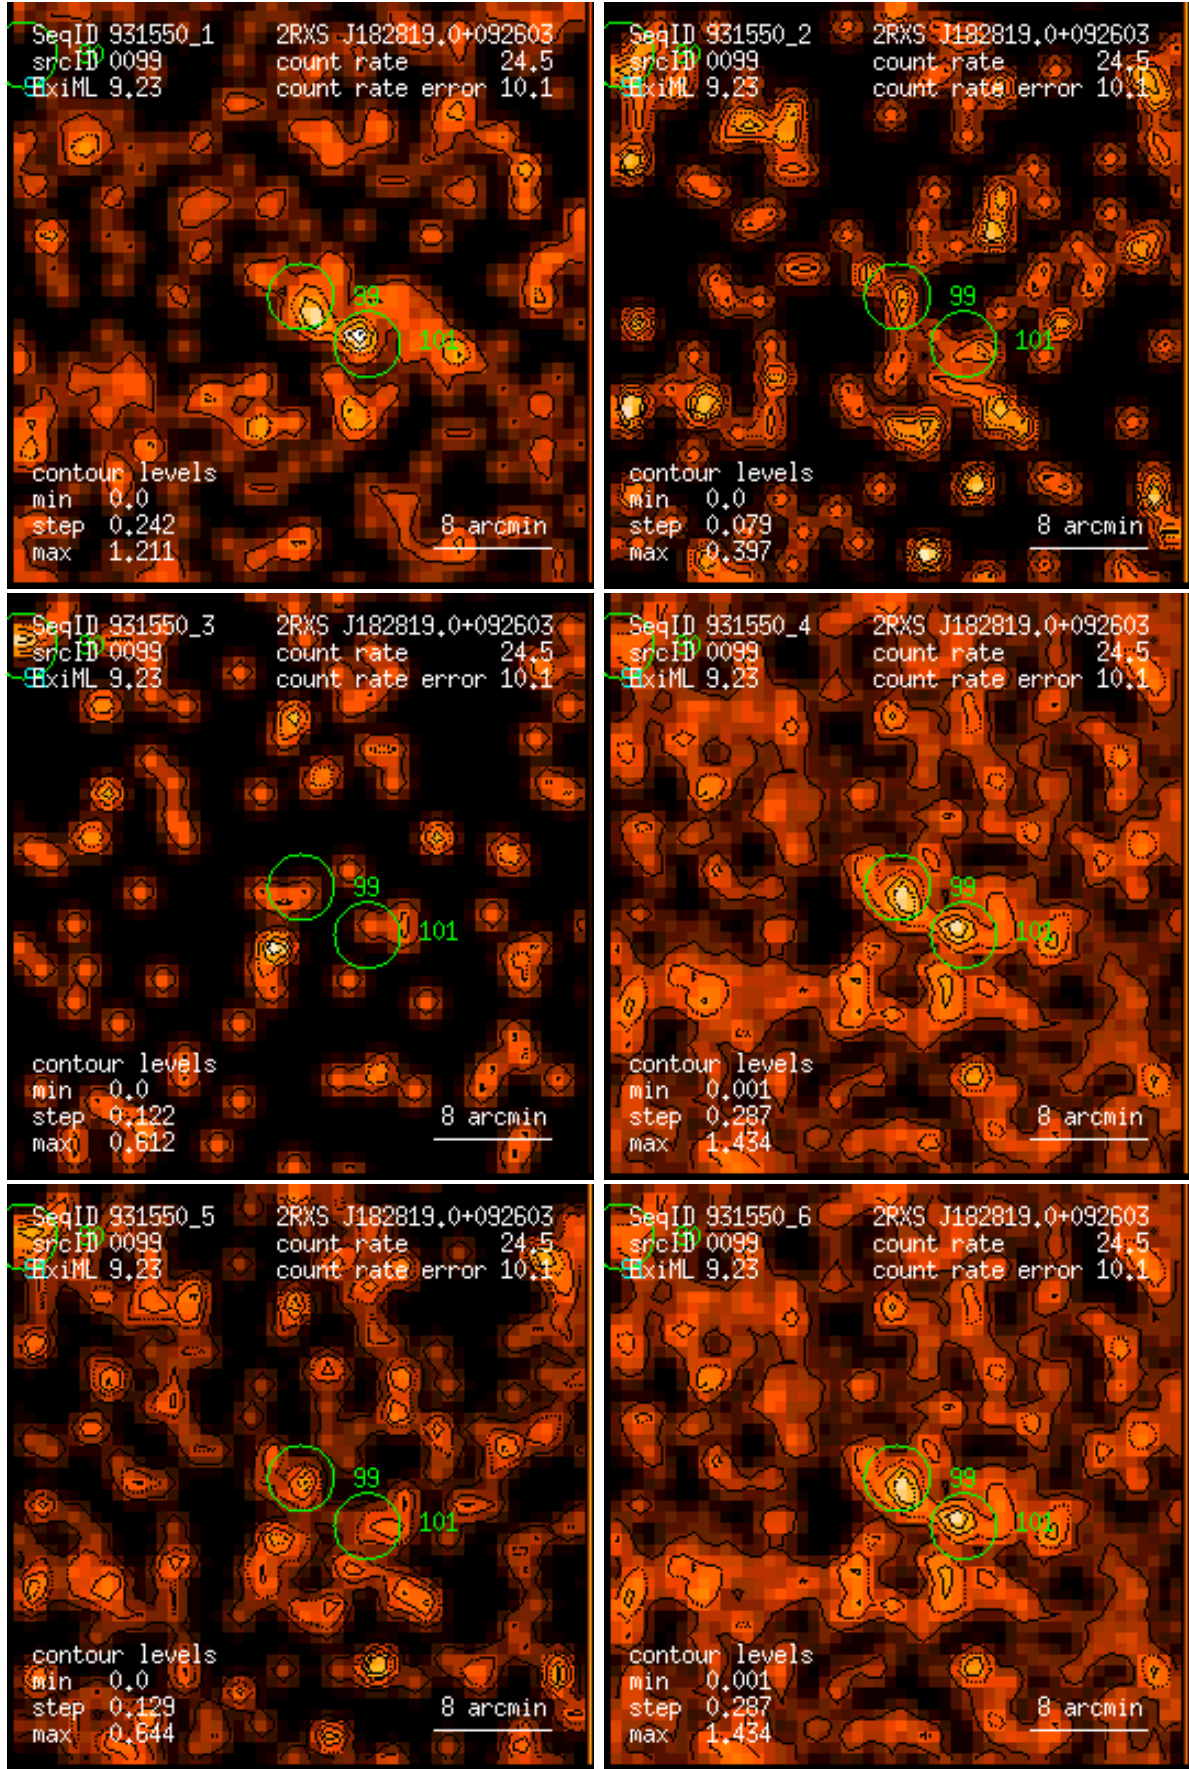 SeqID 931550_1 2RXS J182819.0+092603
srcID 0099 count rate 24.5
ExiML 9.23 count rate error 10.1
90
99
101
contour levels
min 0.0
step 0.242 8 arcmin
max 1.211
SeqID 931550_2 2RXS J182819.0+092603
srcID 0099 count rate 24.5
ExiML 9.23 count rate error 10.1
90
99
101
contour levels
min 0.0
step 0.079 8 arcmin
max 0.397
SeqID 931550_3 2RXS J182819.0+092603
srcID 0099 count rate 24.5
ExiML 9.23 count rate error 10.1
90
99
101
contour levels
min 0.0
step 0.122 8 arcmin
max 0.612
SeqID 931550_4 2RXS J182819.0+092603
srcID 0099 count rate 24.5
ExiML 9.23 count rate error 10.1
90
99
101
contour levels
min 0.001
step 0.287 8 arcmin
max 1.434
SeqID 931550_5 2RXS J182819.0+092603
srcID 0099 count rate 24.5
ExiML 9.23 count rate error 10.1
90
99
101
contour levels
min 0.0
step 0.129 8 arcmin
max 0.644
SeqID 931550_6 2RXS J182819.0+092603
srcID 0099 count rate 24.5
ExiML 9.23 count rate error 10.1
90
99
101
contour levels
min 0.001
step 0.287 8 arcmin
max 1.434